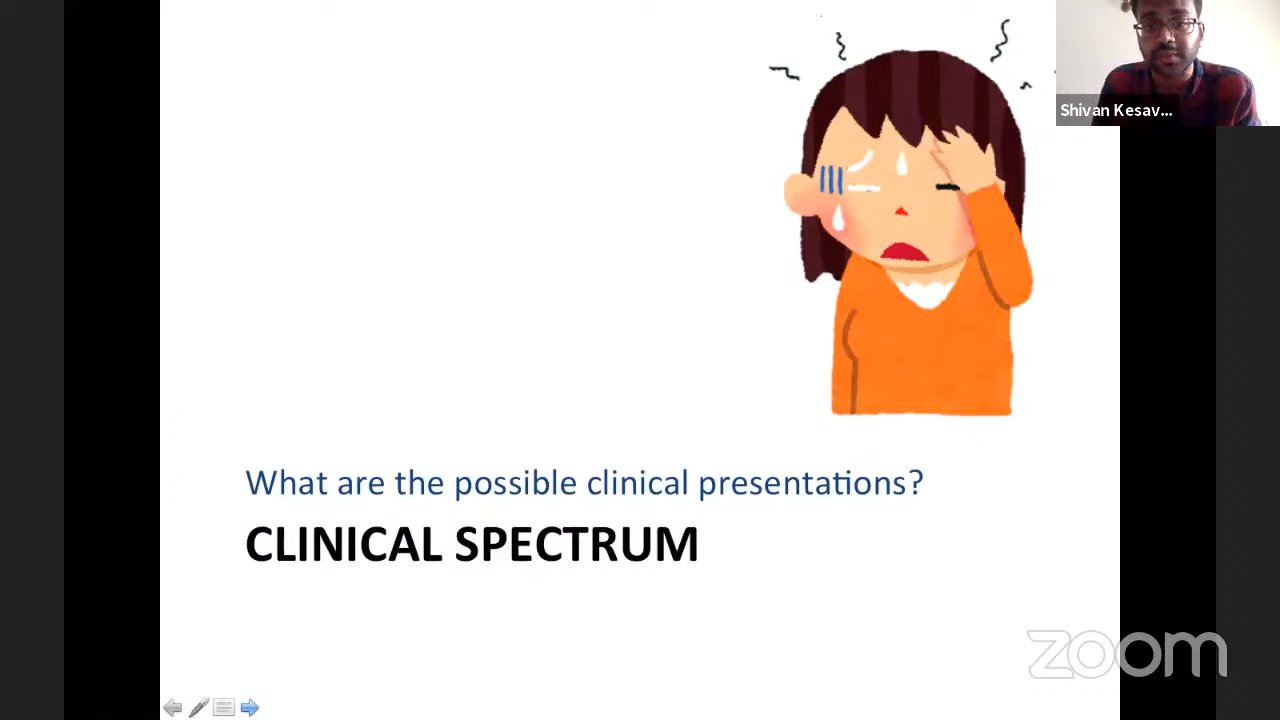 Shivan Kesav...
What are the possible clinical presentations?
CLINICAL SPECTRUM
zoom